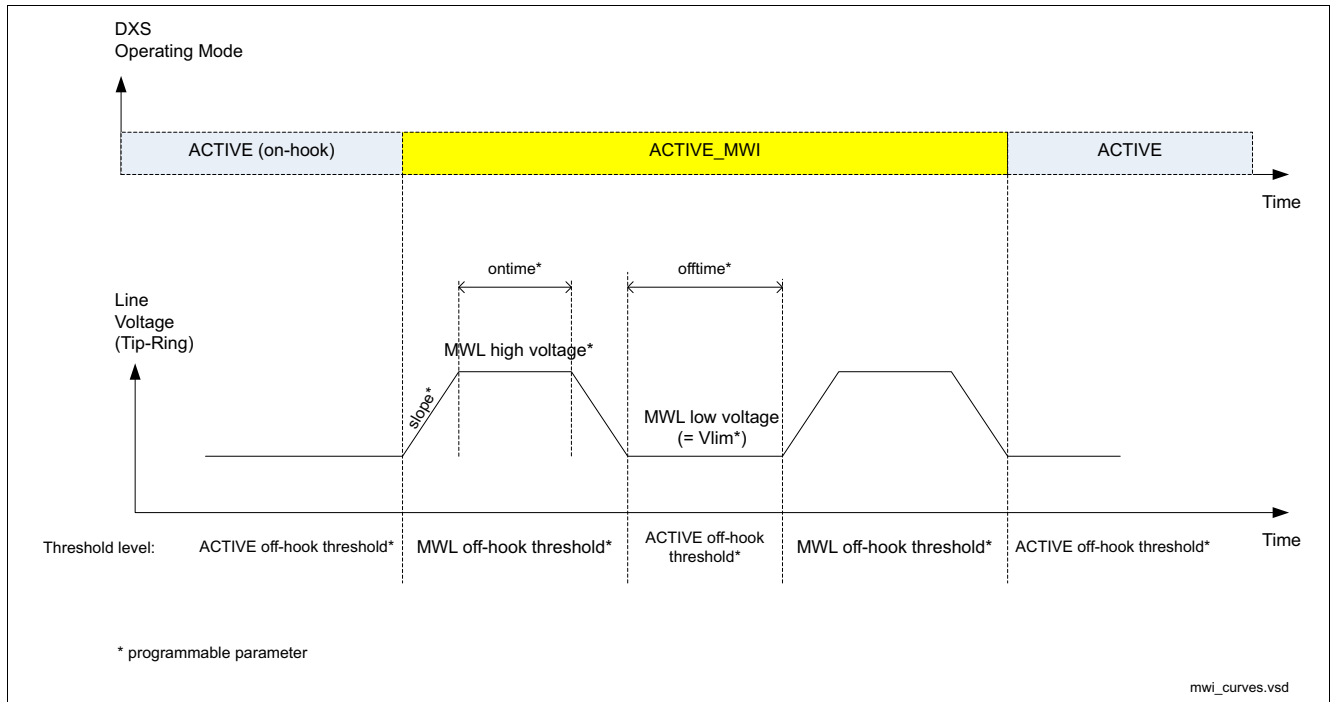 DXS
Operating Mode
ACTIVE (on-hook)
ACTIVE_MWI
ACTIVE
Time
ontime*
offtime*
Line
Voltage
(Tip-Ring)
MWL high voltage*
slope*
MWL low voltage
(= Vlim*)
Threshold level:
ACTIVE off-hook threshold*
MWL off-hook threshold*
ACTIVE off-hook
threshold*
MWL off-hook threshold*
ACTIVE off-hook threshold*
Time
* programmable parameter
mwi_curves.vsd